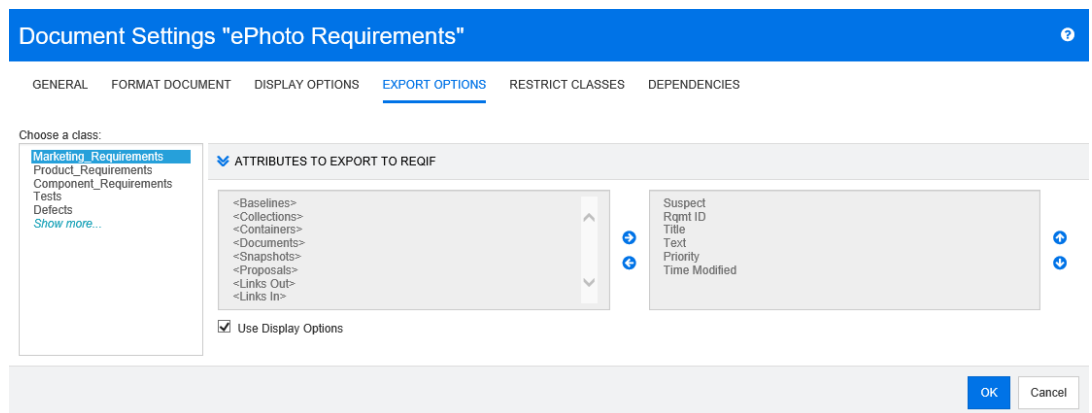 Document Settings "ePhoto Requirements"
GENERAL FORMAT DOCUMENT DISPLAY OPTIONS EXPORT OPTIONS RESTRICT CLASSES DEPENDENCIES
Choose a class:
Marketing_Requirements
Product_Requirements
Component_Requirements
Tests
Defects
Show more...
ATTRIBUTES TO EXPORT TO REQIF
<Baselines>
<Collections>
<Containers>
<Documents>
<Snapshots>
<Proposals>
<Links Out>
<Links In>
Suspect
Rqmt ID
Title
Text
Priority
Time Modified
Use Display Options
OK Cancel